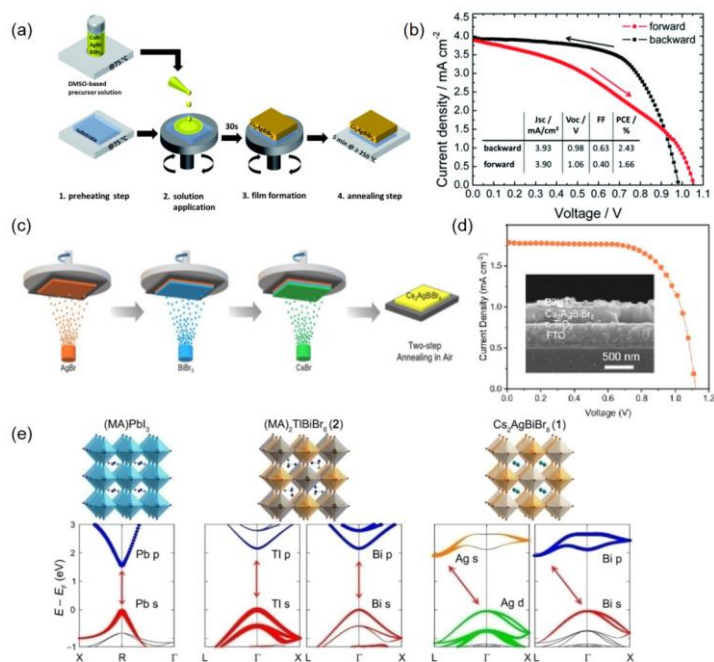 (a)
CsBr
AgBr
BiBr3
@75 °C
DMSO-based
precursor solution
substrate
@75°C
30s
Cs2AgBiBr6
Cs2AgBiBr6
5 min @ ≥ 250 °C
1. preheating step
2. solution
application
3. film formation
4. annealing step
(b)
Current density / mA cm-2
4.5
4.0
3.5
3.0
2.5
2.0
1.5
1.0
0.5
0.0
forward
backward
Jsc / mA/cm2 Voc / V FF PCE / %
backward 3.93 0.98 0.63 2.43
forward 3.90 1.06 0.40 1.66
0.0 0.1 0.2 0.3 0.4 0.5 0.6 0.7 0.8 0.9 1.0 1.1
Voltage / V
(c)
AgBr
BiBr3
CsBr
Cs2AgBiBr6
Two-step
Annealing in Air
(d)
Current Density (mA cm-2)
1.8
1.2
0.6
0.0
Cs2AgBiBr6
TiO2
FTO
500 nm
0.0 0.2 0.4 0.6 0.8 1.0 1.2
Voltage (V)
(e)
(MA)PbI3
(MA)2TlBiBr6 (2)
Cs2AgBiBr6 (1)
E − EF (eV)
3
2
1
0
−1
Pb p
Pb s
X R Γ
Tl p
Tl s
L Γ X
Bi p
Bi s
L Γ X
Ag s
Ag d
L Γ X
Bi p
Bi s
L Γ X